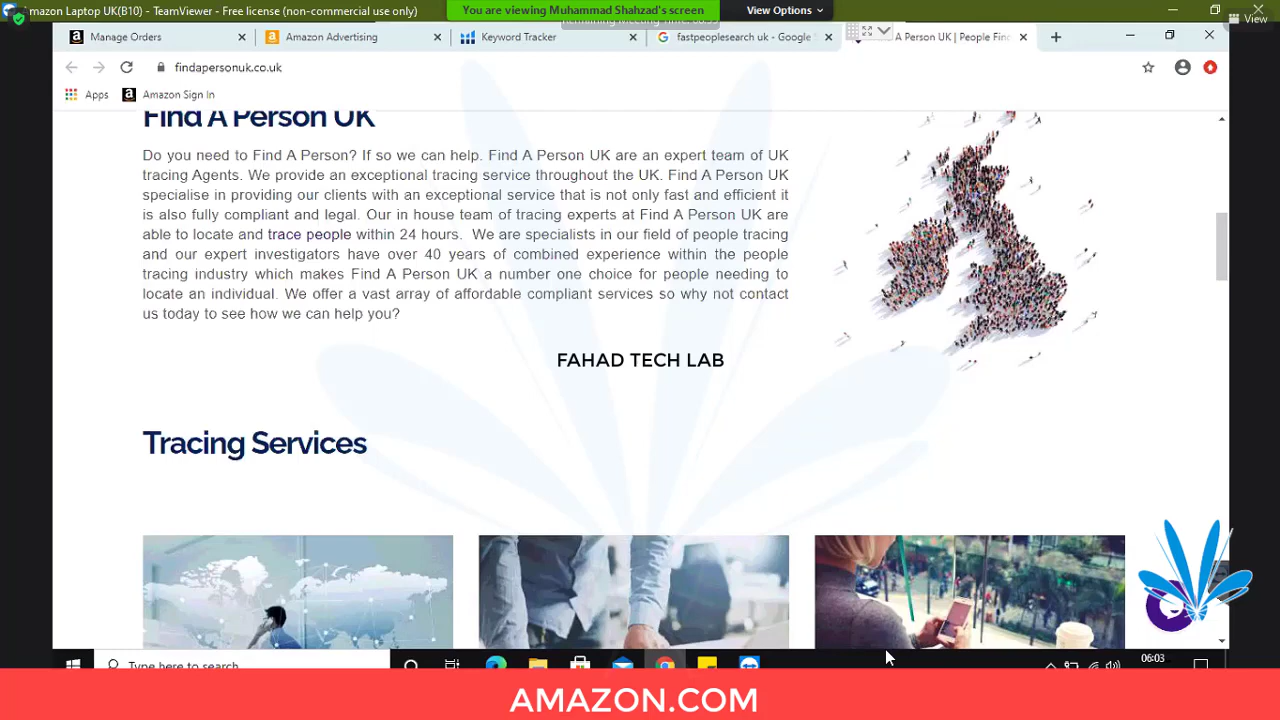 mazon Laptop UK(B10) - TeamViewer - Free license (non-commercial use only)
You are viewing Muhammad Shahzad's screen
View Options
View
Manage Orders
Amazon Advertising
Keyword Tracker
fastpeoplesearch uk - Google
A Person UK | People Fin
findapersonuk.co.uk
Apps
Amazon Sign In
Find A Person UK
Do you need to Find A Person? If so we can help. Find A Person UK are an expert team of UK
tracing Agents. We provide an exceptional tracing service throughout the UK. Find A Person UK
specialise in providing our clients with an exceptional service that is not only fast and efficient it
is also fully compliant and legal. Our in house team of tracing experts at Find A Person UK are
able to locate and trace people within 24 hours. We are specialists in our field of people tracing
and our expert investigators have over 40 years of combined experience within the people
tracing industry which makes Find A Person UK a number one choice for people needing to
locate an individual. We offer a vast array of affordable compliant services so why not contact
us today to see how we can help you?
FAHAD TECH LAB
Tracing Services
Type here to search
06:03
AMAZON.COM